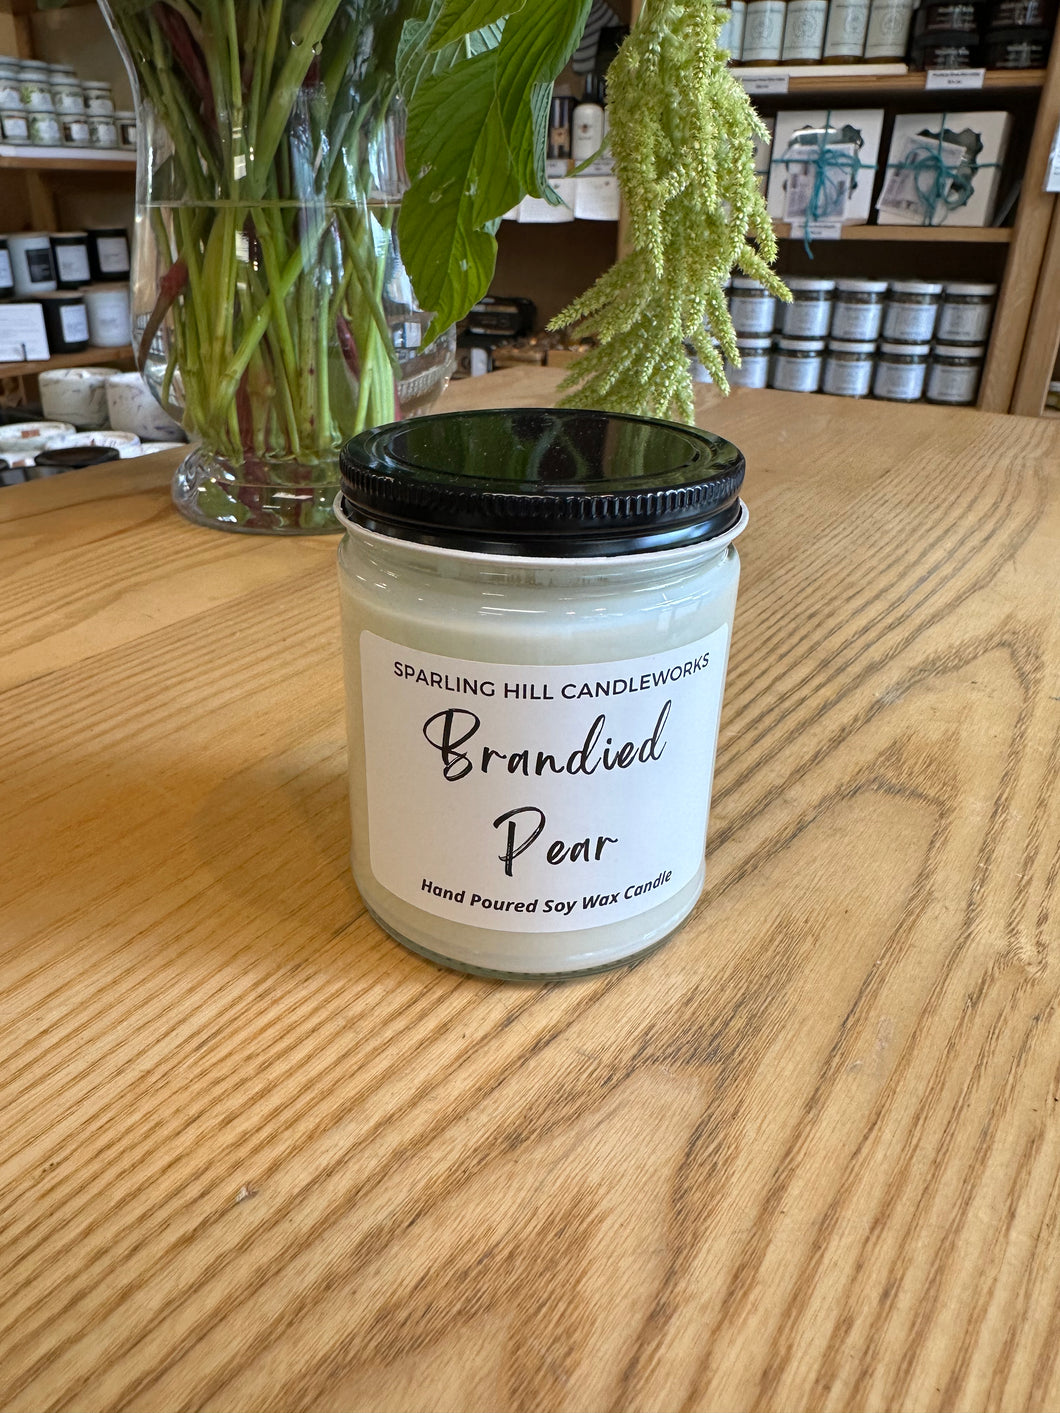 SPARLING HILL CANDLEWORKS
Brandied
Pear
Hand Poured Soy Wax Candle